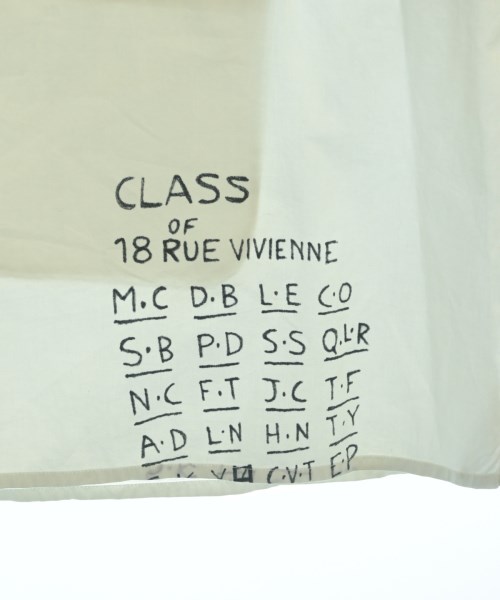 CLASS
OF
18 RUE VIVIENNE
M.C D.B L.E C.O
S.B P.D S.S Q.L.R
N.C F.T J.C T.F
A.D L.N H.N T.Y
C.V.T E.P